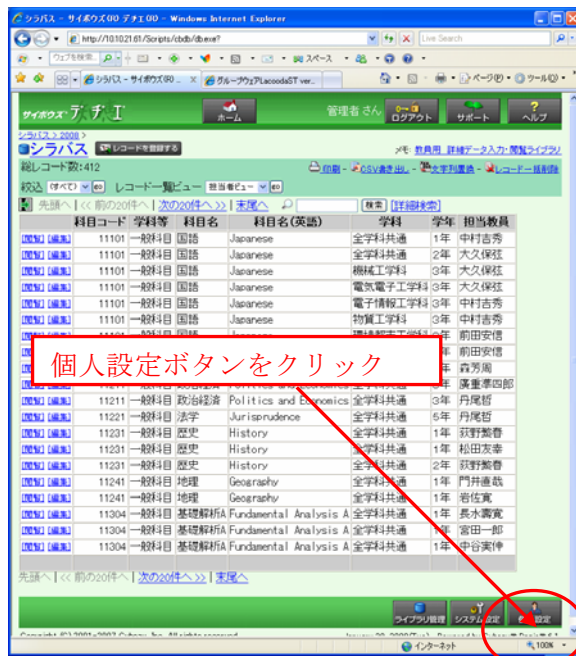 シラバス - サイボウズ(R) デヂエ(R) - Windows Internet Explorer
Live Search
シラバス - サイボウズ(R) ...
グループウェアLacoodaST ver...
ページ(P) ツール(O)
サイボウズ デヂエ
ホーム
管理者 さん ログアウト サポート ヘルプ
シラバス2008 >
シラバス レコードを登録する
メモ: 教員用 詳細データ入力・閲覧ライブラリ
総レコード数:412
印刷 - CSV書き出し - 文字列置換 - レコード一括削除
絞込 (すべて) go レコード一覧ビュー 担当者ビュー go
先頭へ | << 前の20件へ | 次の20件へ >> | 末尾へ 検索 [詳細検索]
科目コード 学科等 科目名 科目名(英語) 学科 学年 担当教員
[閲覧] [編集] 11101 一般科目 国語 Japanese 全学科共通 1年 中村吉秀
[閲覧] [編集] 11101 一般科目 国語 Japanese 全学科共通 2年 大久保弦
[閲覧] [編集] 11101 一般科目 国語 Japanese 機械工学科 3年 大久保弦
[閲覧] [編集] 11101 一般科目 国語 Japanese 電気電子工学科 3年 大久保弦
[閲覧] [編集] 11101 一般科目 国語 Japanese 電子情報工学科 3年 中村吉秀
[閲覧] [編集] 11101 一般科目 国語 Japanese 物質工学科 3年 中村吉秀
[閲覧] [編集] 11101 一般科目 国語 Japanese 前田安信
前田安信
個人設定ボタンをクリック
森芳周
廣重準四郎
[閲覧] [編集] 11211 一般科目 政治経済 Politics and Economics 全学科共通 3年 丹尾哲
[閲覧] [編集] 11221 一般科目 法学 Jurisprudence 全学科共通 5年 丹尾哲
[閲覧] [編集] 11231 一般科目 歴史 History 全学科共通 1年 荻野繁春
[閲覧] [編集] 11231 一般科目 歴史 History 全学科共通 1年 松田友幸
[閲覧] [編集] 11231 一般科目 歴史 History 全学科共通 2年 荻野繁春
[閲覧] [編集] 11241 一般科目 地理 Geography 全学科共通 1年 門井直哉
[閲覧] [編集] 11241 一般科目 地理 Geography 全学科共通 1年 岩佐寛
[閲覧] [編集] 11304 一般科目 基礎解析A Fundamental Analysis A 全学科共通 1年 長水壽寛
[閲覧] [編集] 11304 一般科目 基礎解析A Fundamental Analysis A 全学科共通 1年 宮田一郎
[閲覧] [編集] 11304 一般科目 基礎解析A Fundamental Analysis A 全学科共通 1年 中谷実伸
先頭へ | << 前の20件へ | 次の20件へ >> | 末尾へ
ライブラリ管理 システム設定
インターネット 100%